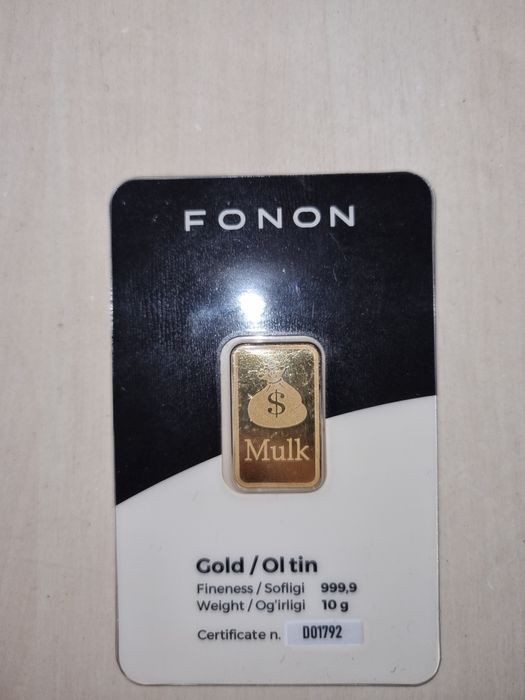 FONON
$
Mulk
Gold / Oltin
Fineness / Sofligi 999,9
Weight / Og'irligi 10 g
Certificate n. D01792